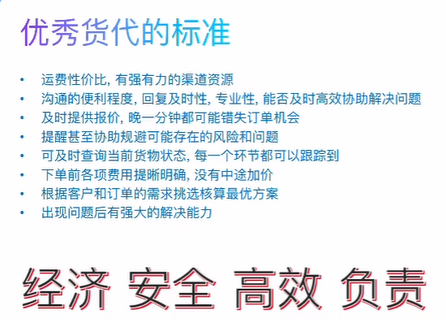 优秀货代的标准
• 运费性价比, 有强有力的渠道资源
• 沟通的便利程度, 回复及时性, 专业性, 能否及时高效协助解决问题
• 及时提供报价, 晚一分钟都可能错失订单机会
• 提醒甚至协助规避可能存在的风险和问题
• 可及时查询当前货物状态, 每一个环节都可以跟踪到
• 下单前各项费用提晰明确, 没有中途加价
• 根据客户和订单的需求挑选核算最优方案
• 出现问题后有强大的解决能力
经济 安全 高效 负责